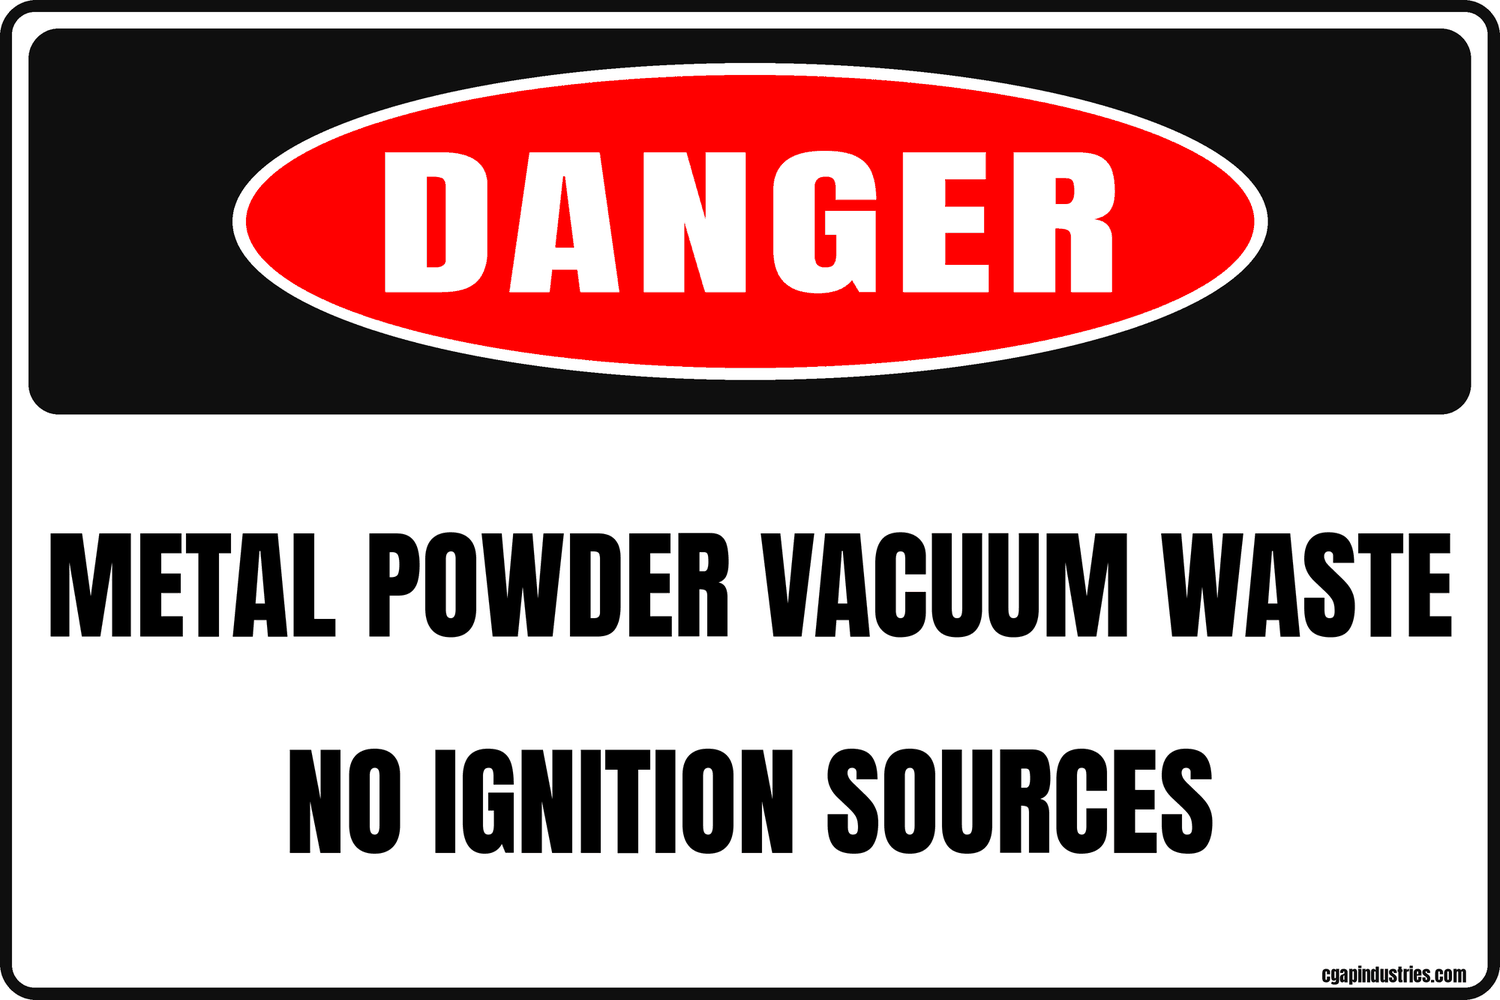 DANGER
METAL POWDER VACUUM WASTE
NO IGNITION SOURCES
cgapindustries.com